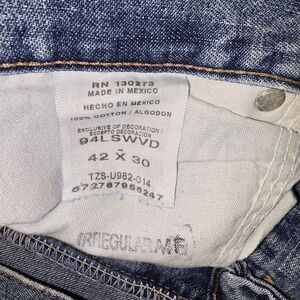 RN 130273
MADE IN MEXICO
HECHO EN MEXICO
100% COTTON / ALGODON
EXCLUSIVE OF DECORATION /
EXCEPTO DECORACION
94LSWVD
42 X 30
TZS-U982-014
672787966247
IRREGULAR